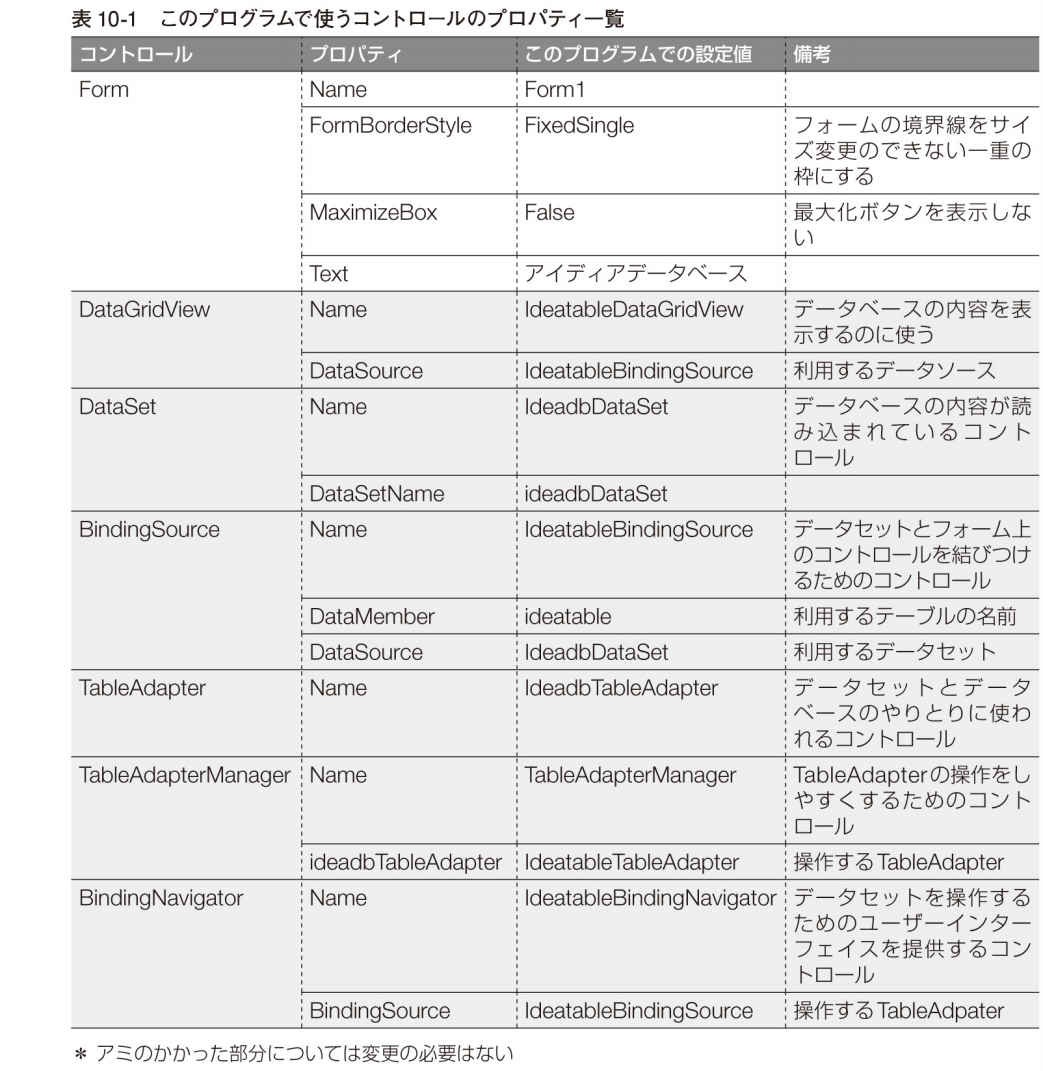 表 10-1 このプログラムで使うコントロールのプロパティ一覧
コントロール プロパティ このプログラムでの設定値 備考
Form Name Form1
FormBorderStyle FixedSingle フォームの境界線をサイ
ズ変更のできない一重の
枠にする
MaximizeBox False 最大化ボタンを表示しな
い
Text アイディアデータベース
DataGridView Name IdeatableDataGridView データベースの内容を表
示するのに使う
DataSource IdeatableBindingSource 利用するデータソース
DataSet Name IdeadbDataSet データベースの内容が読
み込まれているコント
ロール
DataSetName ideadbDataSet
BindingSource Name IdeatableBindingSource データセットとフォーム上
のコントロールを結びつけ
るためのコントロール
DataMember ideatable 利用するテーブルの名前
DataSource IdeadbDataSet 利用するデータセット
TableAdapter Name IdeadbTableAdapter データセットとデータ
ベースのやりとりに使わ
れるコントロール
TableAdapterManager Name TableAdapterManager TableAdapterの操作をし
やすくするためのコント
ロール
ideadbTableAdapter IdeatableTableAdapter 操作するTableAdapter
BindingNavigator Name IdeatableBindingNavigator データセットを操作する
ためのユーザーインター
フェイスを提供するコン
トロール
BindingSource IdeatableBindingSource 操作するTableAdpater
* アミのかかった部分については変更の必要はない